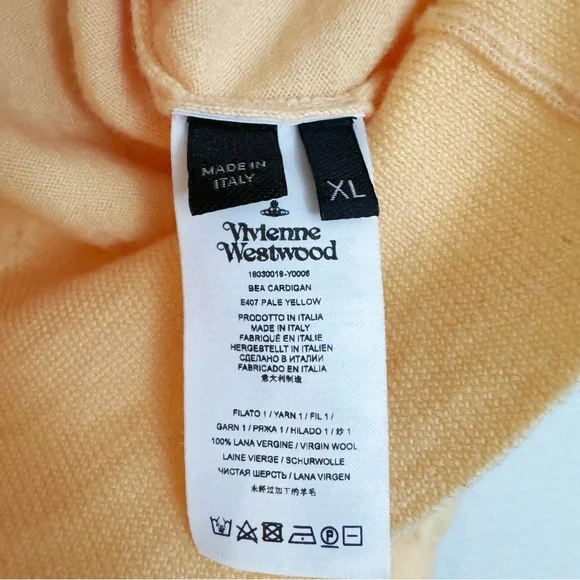 MADE IN
ITALY
XL
Vivienne
Westwood
18030018-Y0006
BEA CARDIGAN
E407 PALE YELLOW
PRODOTTO IN ITALIA
MADE IN ITALY
FABRIQUÉ EN ITALIE
HERGESTELLT IN ITALIEN
СДЕЛАНО В ИТАЛИИ
FABRICADO EN ITALIA
意大利制造
FILATO 1 / YARN 1 / FIL 1 /
GARN 1 / PЯЖА 1 / HILADO 1 / 纱 1
100% LANA VERGINE / VIRGIN WOOL
LAINE VIERGE / SCHURWOLLE
ЧИСТАЯ ШЕРСТЬ / LANA VIRGEN
未经过加工的羊毛
P